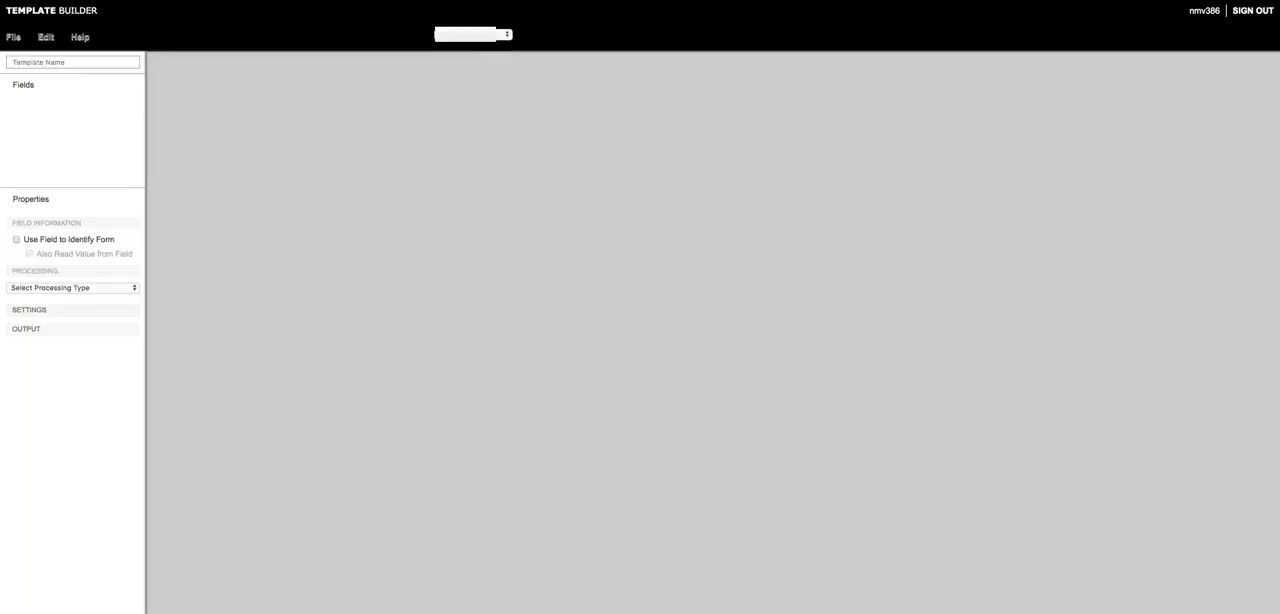 TEMPLATE BUILDER
nmv386 SIGN OUT
File Edit Help
Template Name
Fields
Properties
FIELD INFORMATION
Use Field to Identify Form
Also Read Value from Field
PROCESSING
Select Processing Type
SETTINGS
OUTPUT